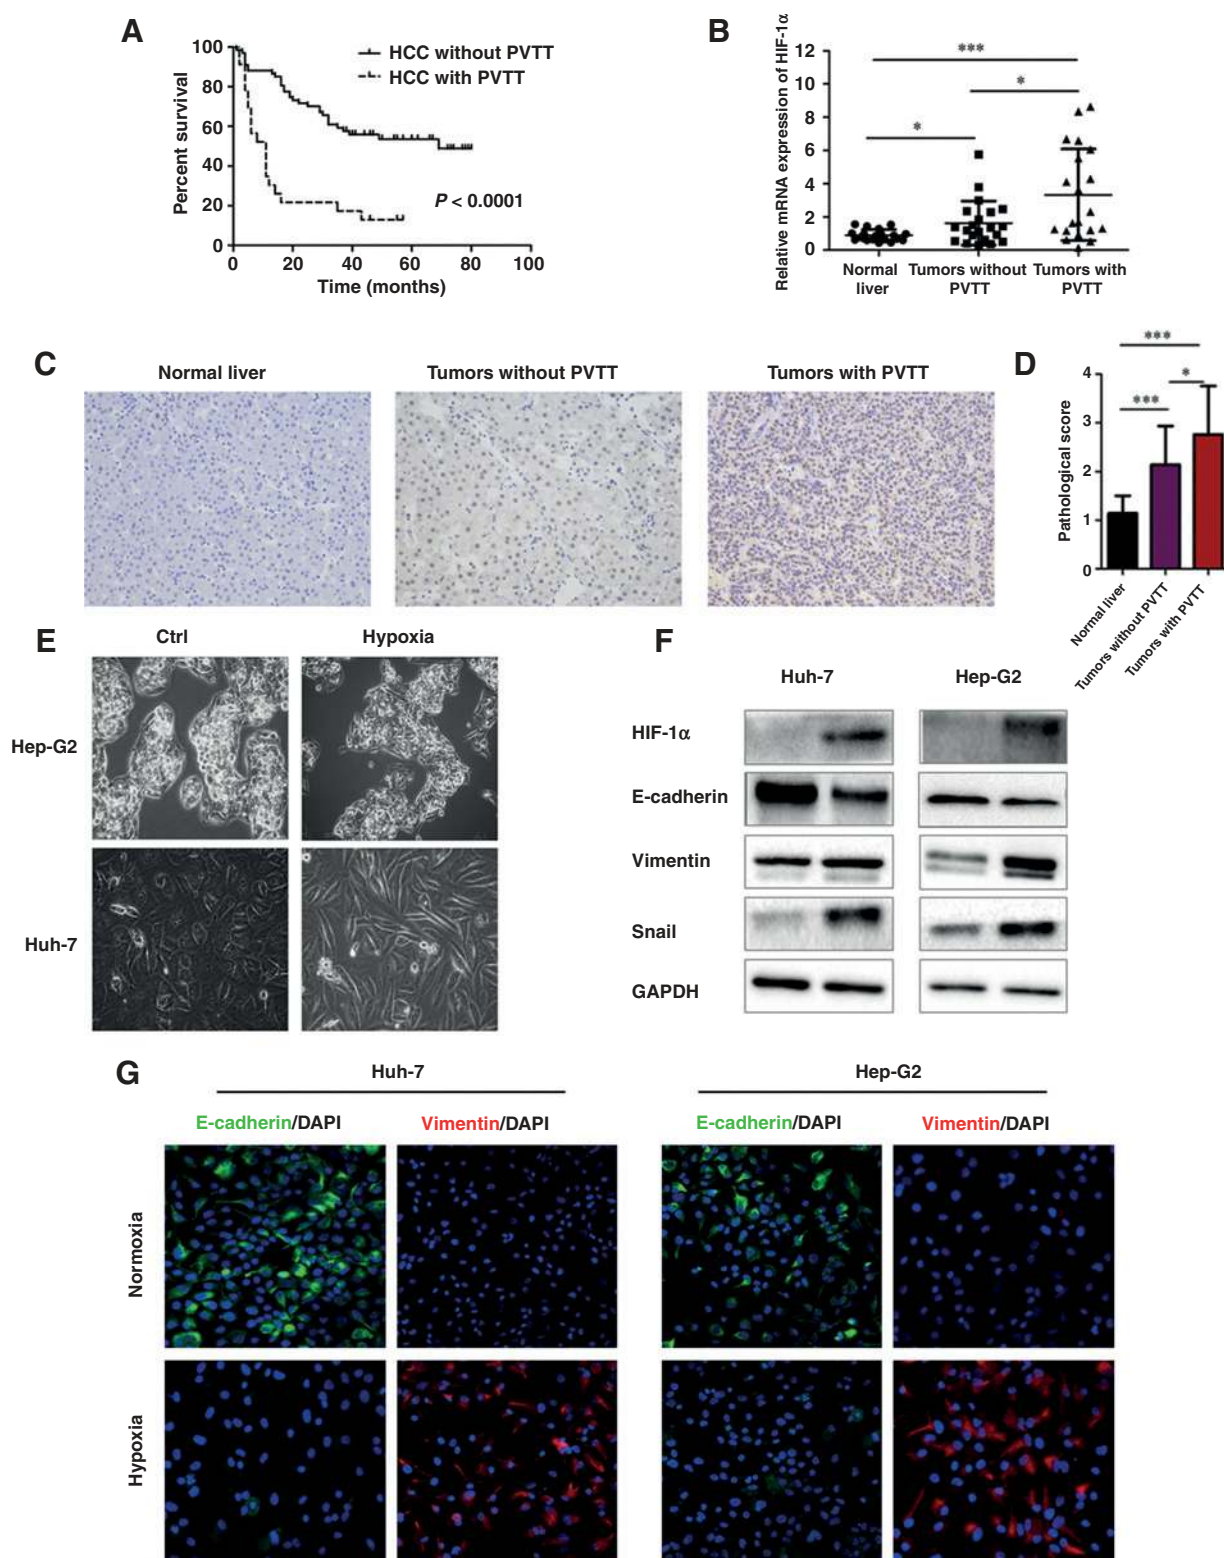 A
100
80
60
40
20
0
Percent survival
HCC without PVTT
HCC with PVTT
P < 0.0001
0 20 40 60 80 100
Time (months)
B
Relative mRNA expression of HIF-1α
12
10
8
6
4
2
0
***
*
*
Normal liver
Tumors without PVTT
Tumors with PVTT
C
Normal liver
Tumors without PVTT
Tumors with PVTT
D
Pathological score
4
3
2
1
0
***
*
***
Normal liver
Tumors without PVTT
Tumors with PVTT
E
Ctrl
Hypoxia
Hep-G2
Huh-7
F
Huh-7
Hep-G2
HIF-1α
E-cadherin
Vimentin
Snail
GAPDH
G
Huh-7
Hep-G2
E-cadherin/DAPI
Vimentin/DAPI
E-cadherin/DAPI
Vimentin/DAPI
Normoxia
Hypoxia